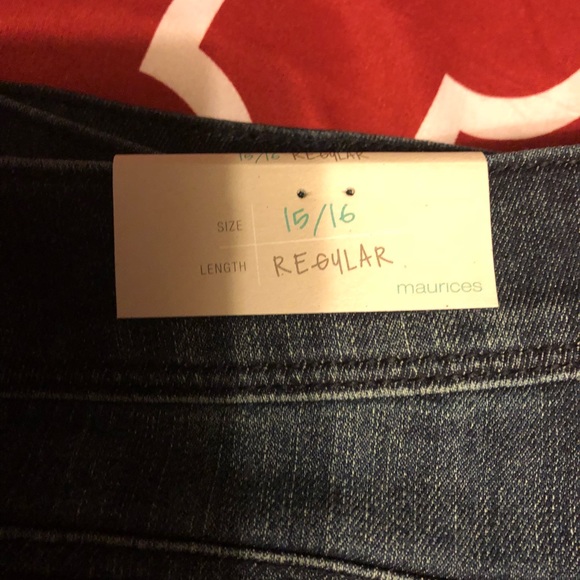 15/16 REGULAR
SIZE 15/16
LENGTH REGULAR
maurices